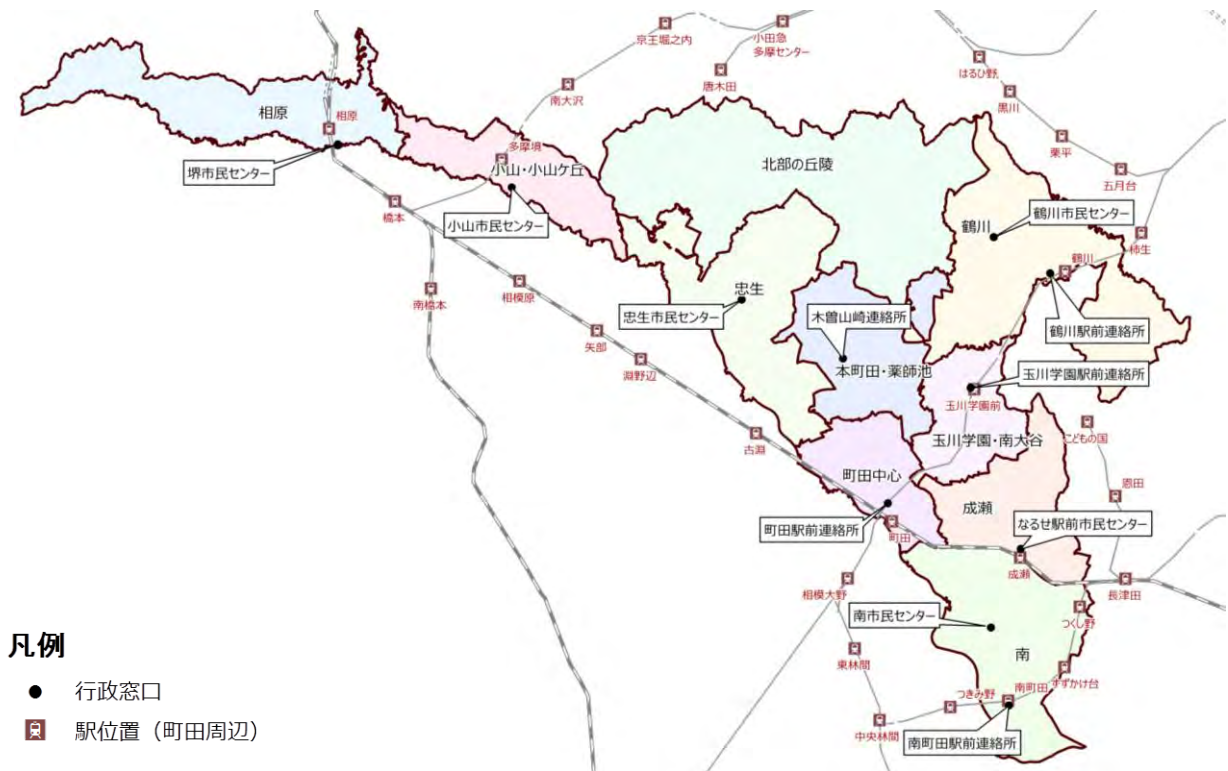 京王堀之内
小田急
多摩センター
はるひ野
唐木田
南大沢
黒川
相原
相原
栗平
多摩境
北部の丘陵
五月台
堺市民センター
小山・小山ケ丘
橋本
小山市民センター
鶴川
鶴川市民センター
柿生
鶴川
南橋本
相模原
忠生
忠生市民センター
木曽山崎連絡所
鶴川駅前連絡所
矢部
淵野辺
本町田・薬師池
玉川学園駅前連絡所
玉川学園前
古淵
玉川学園・南大谷
こどもの国
町田中心
恩田
成瀬
町田駅前連絡所
町田
なるせ駅前市民センター
成瀬
長津田
相模大野
南市民センター
つくし野
東林間
南
すずかけ台
つきみ野
南町田
中央林間
南町田駅前連絡所
凡例
行政窓口
駅位置（町田周辺）